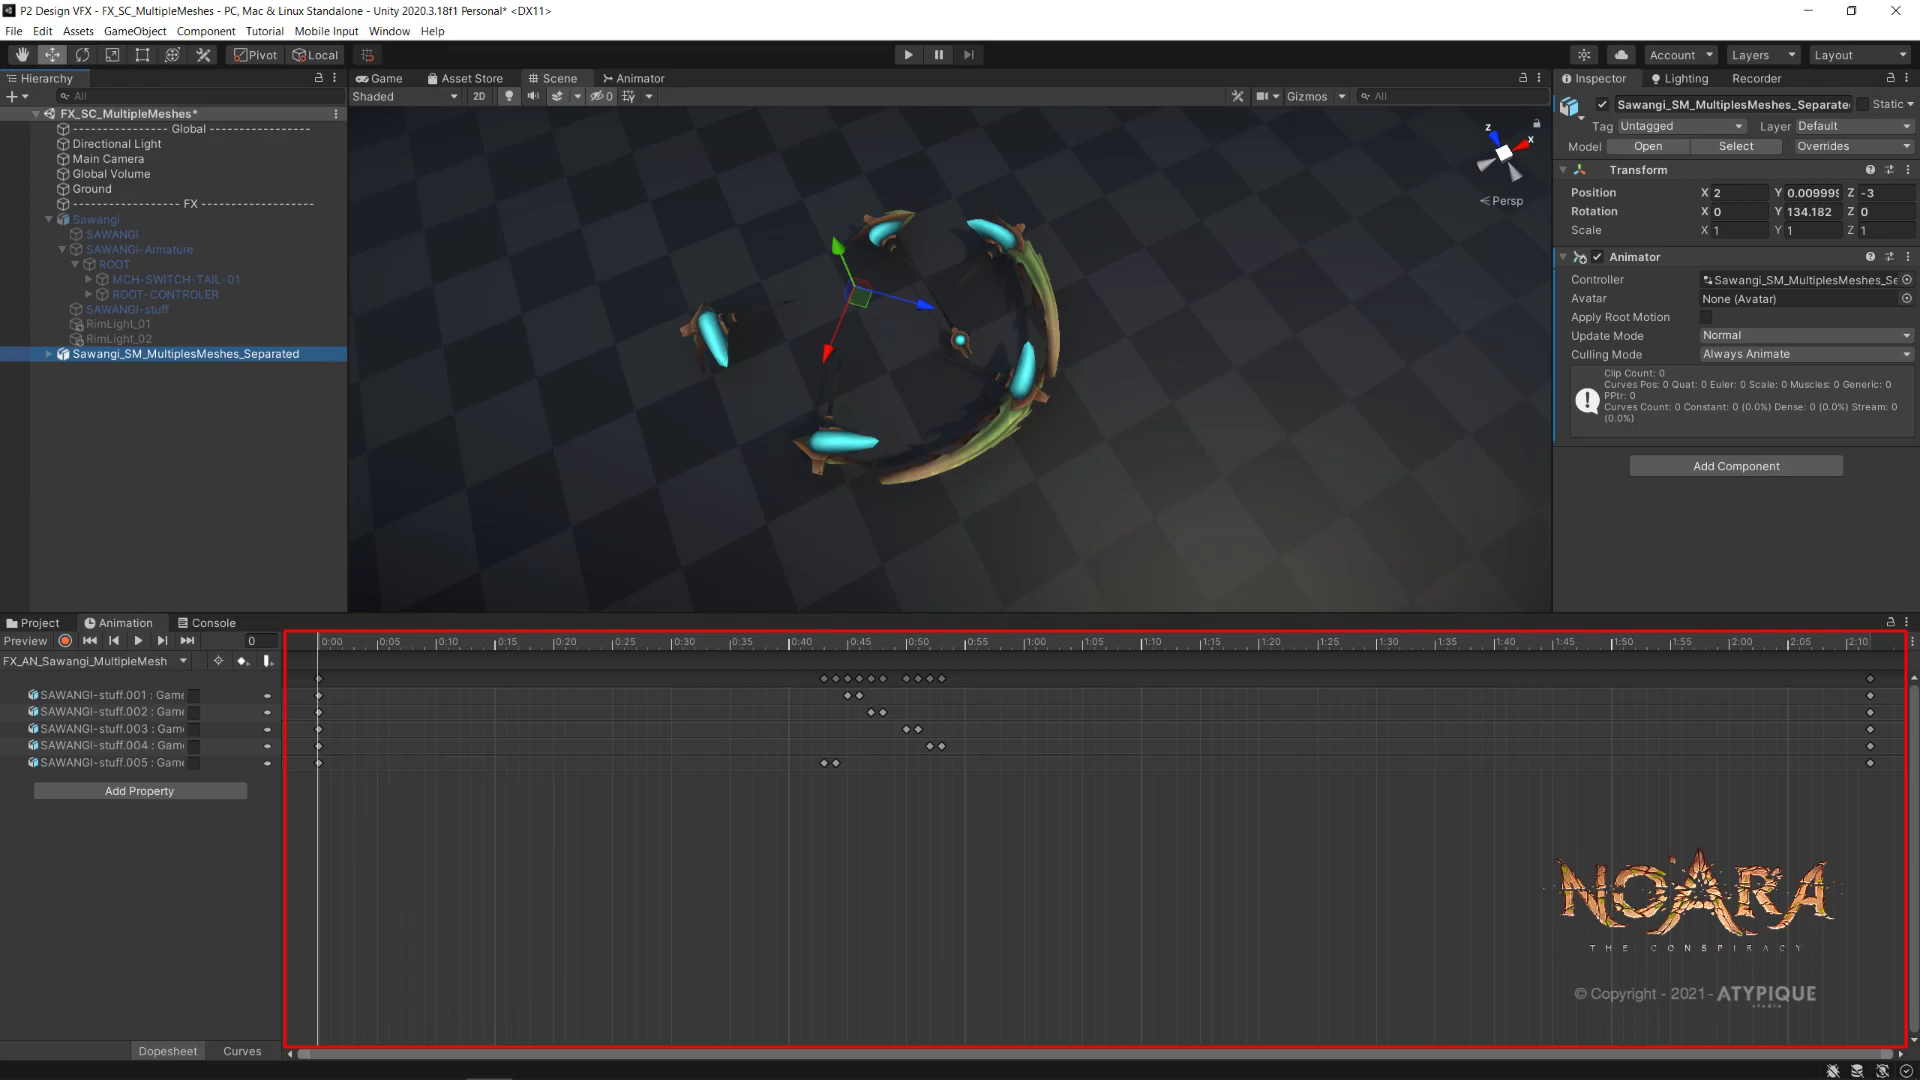 P2 Design VFX - FX_SC_MultipleMeshes - PC, Mac & Linux Standalone - Unity 2020.3.18f1 Personal* <DX11>
File Edit Assets GameObject Component Tutorial Mobile Input Window Help
Pivot Local Account Layers Layout
Hierarchy
All
FX_SC_MultipleMeshes*
---------------- Global -----------------
Directional Light
Main Camera
Global Volume
Ground
------------------ FX -------------------
Sawangi
SAWANGI
SAWANGI-Armature
ROOT
MCH-SWITCH-TAIL-01
ROOT-CONTROLER
SAWANGI-stuff
RimLight_01
RimLight_02
Sawangi_SM_MultiplesMeshes_Separated
Game Asset Store Scene Animator
Shaded 2D 0 Gizmos All
z
x
Persp
Inspector Lighting Recorder
Sawangi_SM_MultiplesMeshes_Separate Static
Tag Untagged Layer Default
Model Open Select Overrides
Transform
Position X 2 Y 0.009999 Z -3
Rotation X 0 Y 134.182 Z 0
Scale X 1 Y 1 Z 1
Animator
Controller Sawangi_SM_MultiplesMeshes_Se
Avatar None (Avatar)
Apply Root Motion
Update Mode Normal
Culling Mode Always Animate
Clip Count: 0
Curves Pos: 0 Quat: 0 Euler: 0 Scale: 0 Muscles: 0 Generic: 0
PPtr: 0
Curves Count: 0 Constant: 0 (0.0%) Dense: 0 (0.0%) Stream: 0
(0.0%)
Add Component
Project Animation Console
Preview 0
0:00 0:05 0:10 0:15 0:20 0:25 0:30 0:35 0:40 0:45 0:50 0:55 1:00 1:05 1:10 1:15 1:20 1:25 1:30 1:35 1:40 1:45 1:50 1:55 2:00 2:05 2:10
FX_AN_Sawangi_MultipleMesh
SAWANGI-stuff.001 : Game
SAWANGI-stuff.002 : Game
SAWANGI-stuff.003 : Game
SAWANGI-stuff.004 : Game
SAWANGI-stuff.005 : Game
Add Property
NOARA
THE CONSPIRACY
© Copyright - 2021 - ATYPIQUE
studio
Dopesheet Curves